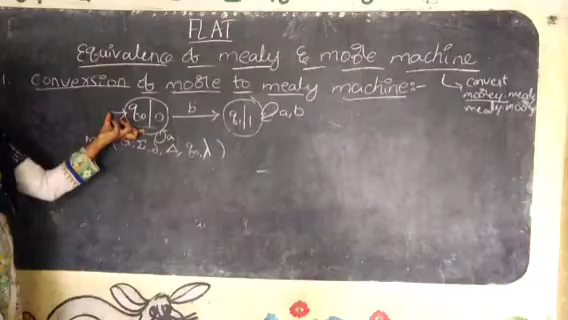 FLAT
Equivalence of mealy & moore machine
1. Conversion of moore to mealy machine:-
convert
moore-mealy
mealy-moore
q0|0 b q1|1 a,b
a
(Q, Σ, δ, Δ, q0, λ)